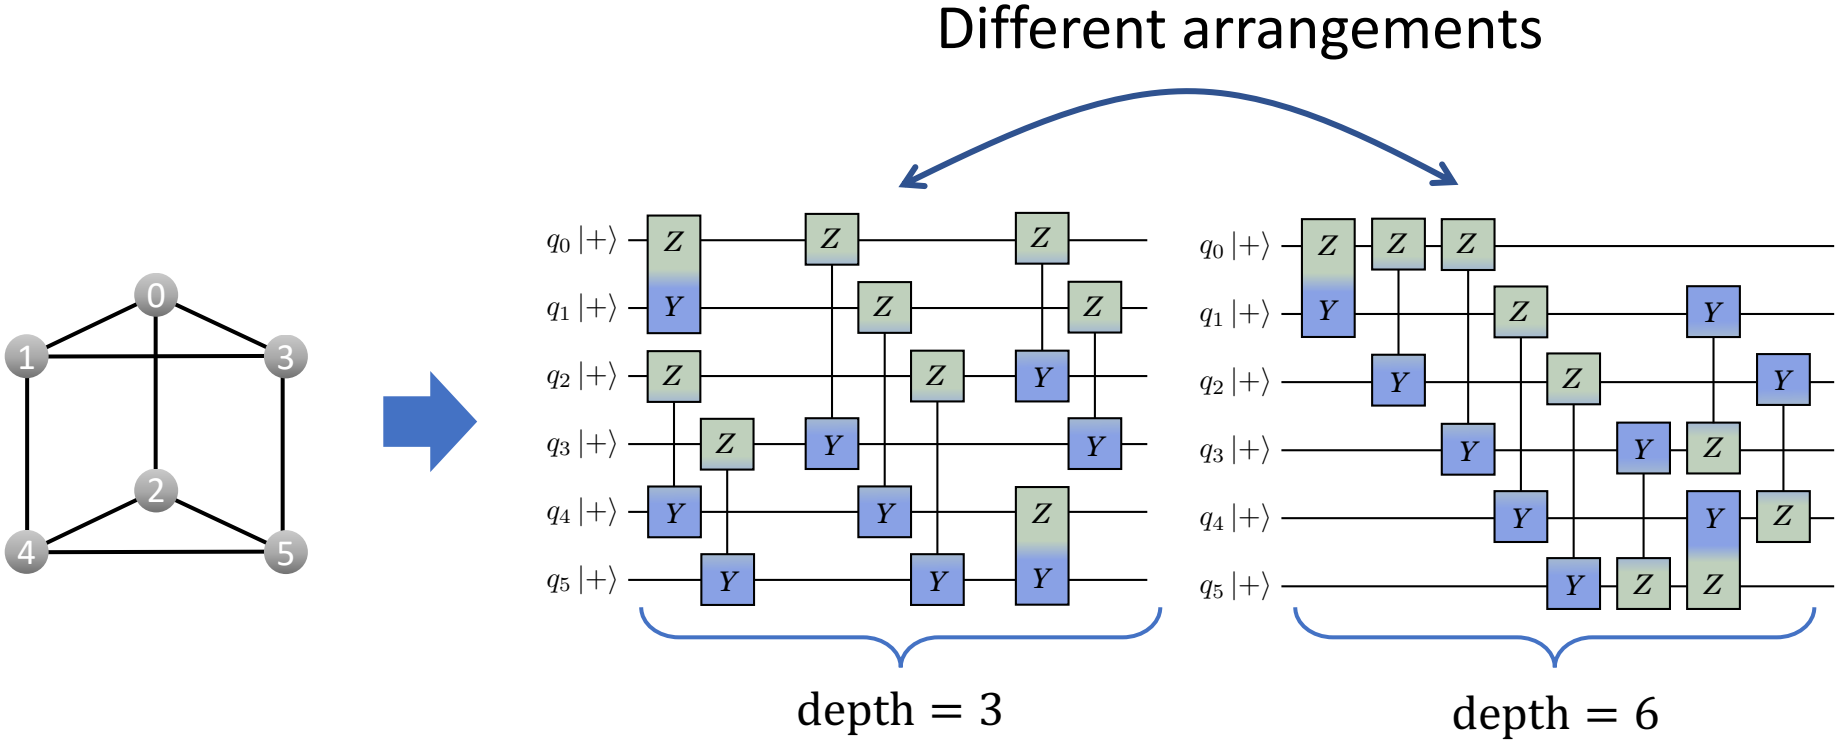 Different arrangements
0
1
3
2
4
5
q₀ |+⟩ Z Z Z
q₁ |+⟩ Y Z Z
q₂ |+⟩ Z Z Y
q₃ |+⟩ Z Y Y
q₄ |+⟩ Y Y Z
q₅ |+⟩ Y Y Y
depth = 3
q₀ |+⟩ Z Z Z
q₁ |+⟩ Y Z Y
q₂ |+⟩ Y Z Y
q₃ |+⟩ Y Y Z
q₄ |+⟩ Y Y Z
q₅ |+⟩ Y Z Z
depth = 6